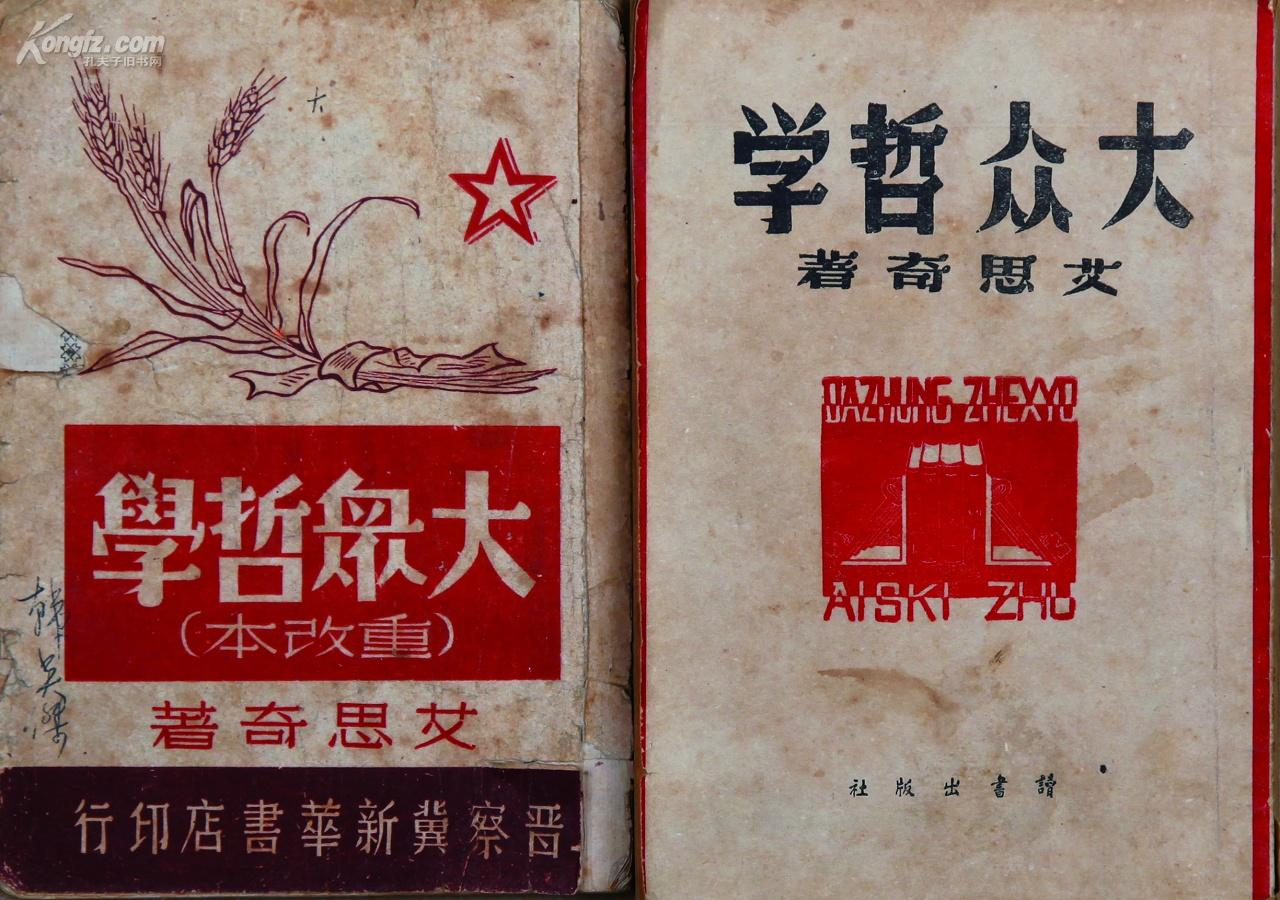 Kongfz.com
孔夫子旧书网
大
大眾哲學
(重改本)
艾思奇著
晋察冀新華書店印行
大众哲学
艾思奇著
DAZHUNG ZHEXYO
AISKI ZHU
讀書出版社